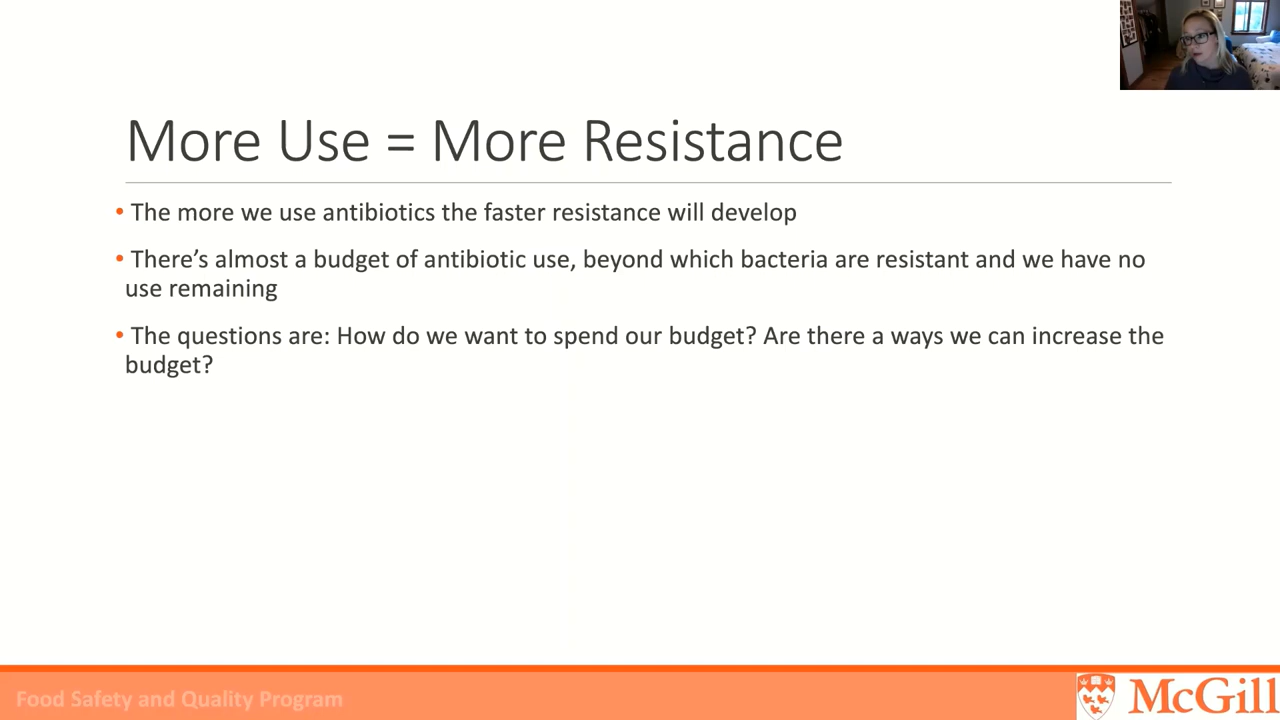 More Use = More Resistance
• The more we use antibiotics the faster resistance will develop
• There’s almost a budget of antibiotic use, beyond which bacteria are resistant and we have no
use remaining
• The questions are: How do we want to spend our budget? Are there a ways we can increase the
budget?
Food Safety and Quality Program
McGill